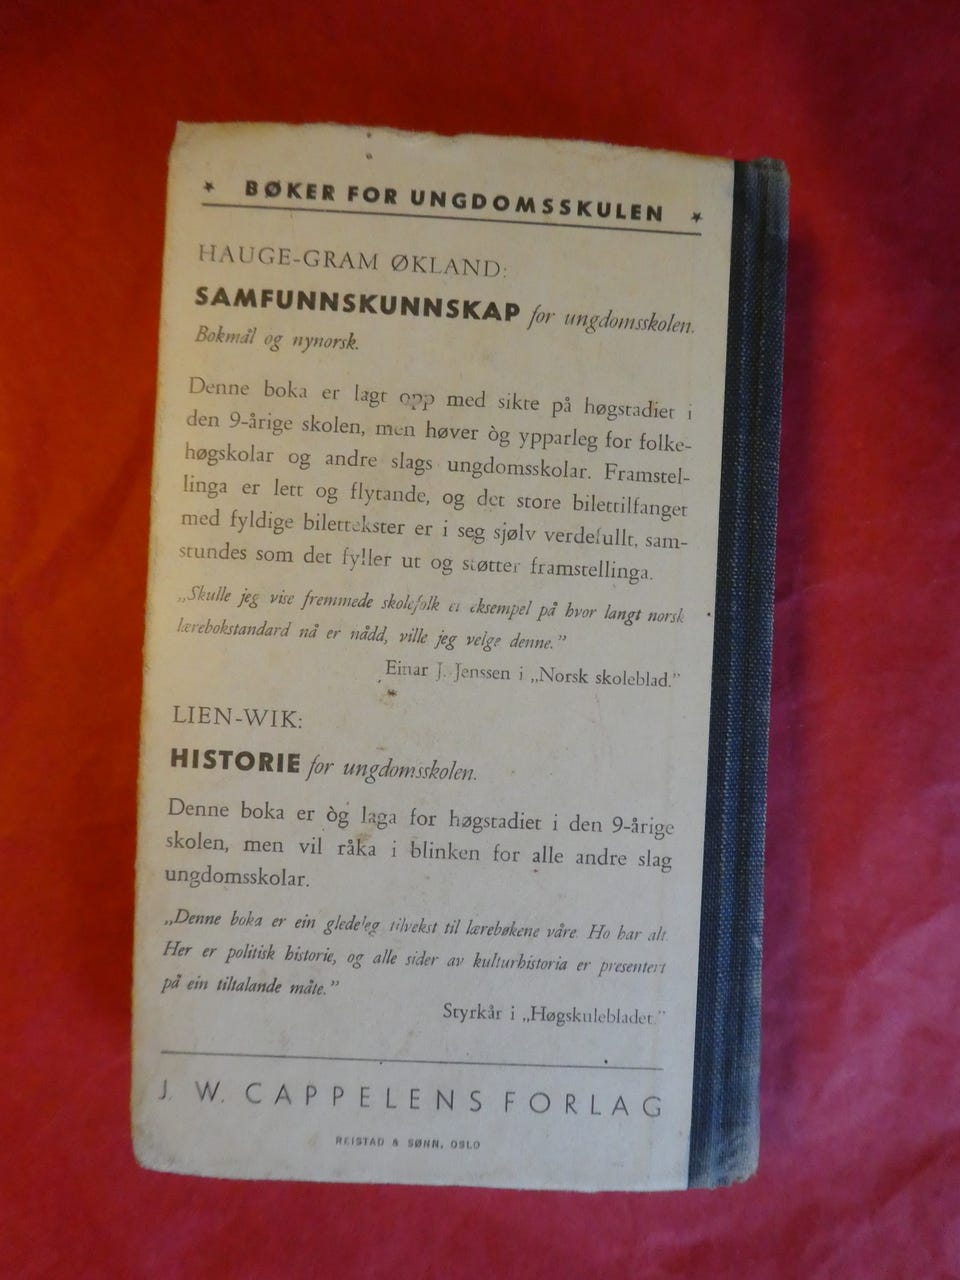 * BØKER FOR UNGDOMSSKULEN *
HAUGE-GRAM ØKLAND:
SAMFUNNSKUNNSKAP for ungdomsskolen.
Bokmål og nynorsk.
Denne boka er lagt opp med sikte på høgstadiet i
den 9-årige skolen, men høver òg ypparleg for folke-
høgskolar og andre slags ungdomsskolar. Framstel-
linga er lett og flytande, og det store bilettilfanget
med fyldige bilettekster er i seg sjølv verdefullt, sam-
stundes som det fyller ut og støtter framstellinga.
„Skulle jeg vise fremmede skolefolk et eksempel på hvor langt norsk
lærebokstandard nå er nådd, ville jeg velge denne.”
Einar J. Jenssen i „Norsk skoleblad.”
LIEN-WIK:
HISTORIE for ungdomsskolen.
Denne boka er òg laga for høgstadiet i den 9-årige
skolen, men vil råka i blinken for alle andre slag
ungdomsskolar.
„Denne boka er ein gledeleg tilvekst til lærebøkene våre. Ho har alt.
Her er politisk historie, og alle sider av kulturhistoria er presentert
på ein tiltalande måte.”
Styrkår i „Høgskulebladet.”
J. W. CAPPELENS FORLAG
REISTAD & SØNN, OSLO